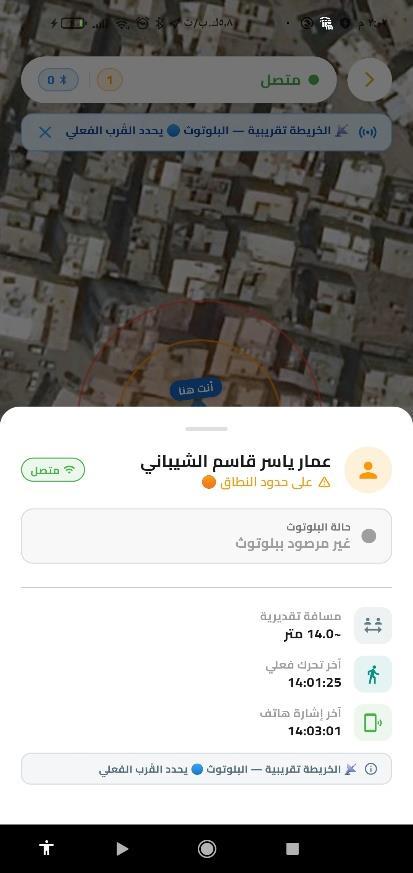 ٥,٨ك.ب/ث
متصل
1
0
الخريطة تقريبية — البلوتوث 🔵 يحدد القرب الفعلي
أنت هنا
عمار ياسر قاسم الشيباني
على حدود النطاق
متصل
حالة البلوتوث
غير مرصود ببلوتوث
مسافة تقديرية
~14.0 متر
آخر تحرك فعلي
14:01:25
آخر إشارة هاتف
14:03:01
الخريطة تقريبية — البلوتوث 🔵 يحدد القرب الفعلي